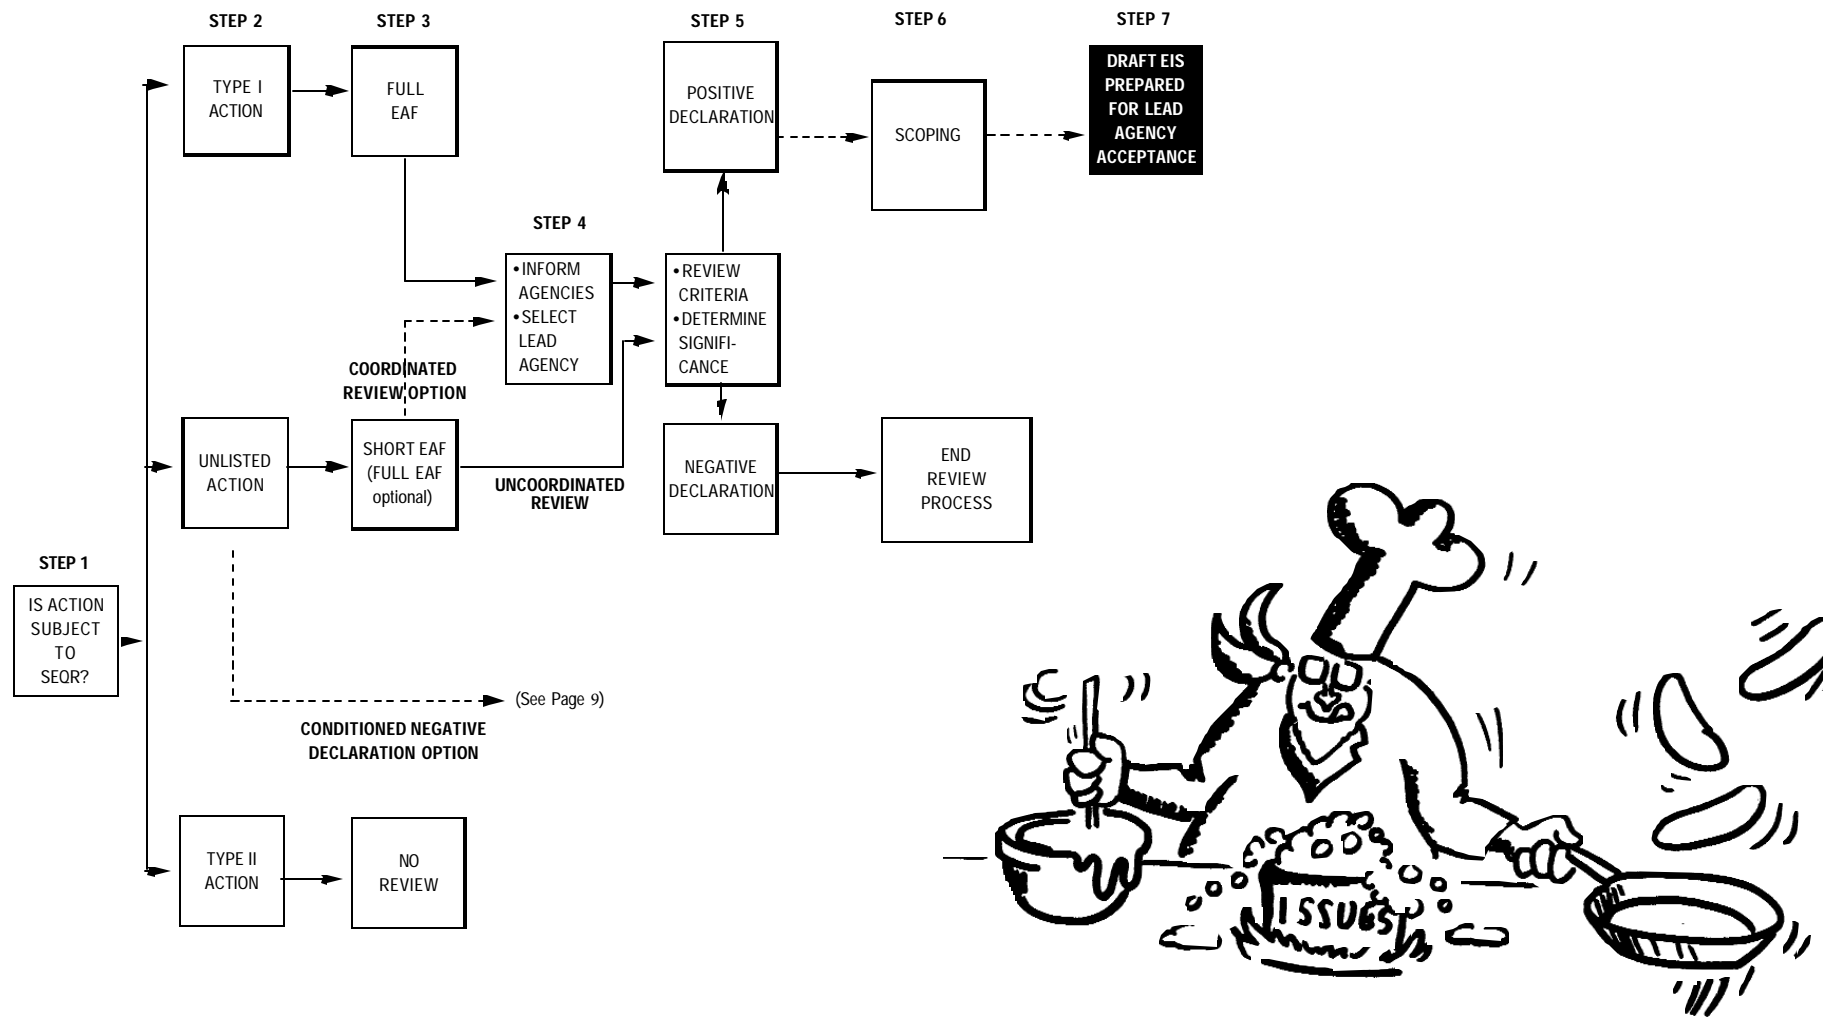 STEP 2
STEP 3
STEP 5
STEP 6
STEP 7
TYPE I
ACTION
FULL
EAF
POSITIVE
DECLARATION
SCOPING
DRAFT EIS
PREPARED
FOR LEAD
AGENCY
ACCEPTANCE
STEP 4
•INFORM
AGENCIES
•SELECT
LEAD
AGENCY
•REVIEW
CRITERIA
•DETERMINE
SIGNIFI-
CANCE
COORDINATED
REVIEW OPTION
UNLISTED
ACTION
SHORT EAF
(FULL EAF
optional)
UNCOORDINATED
REVIEW
NEGATIVE
DECLARATION
END
REVIEW
PROCESS
STEP 1
IS ACTION
SUBJECT
TO
SEQR?
(See Page 9)
CONDITIONED NEGATIVE
DECLARATION OPTION
TYPE II
ACTION
NO
REVIEW
ISSUES